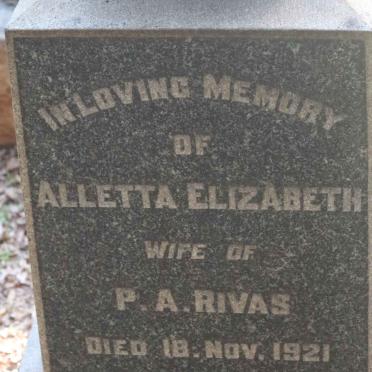 IN LOVING MEMORY
OF
ALLETTA ELIZABETH
WIFE OF
P. A. RIVAS
DIED 18. NOV. 1921